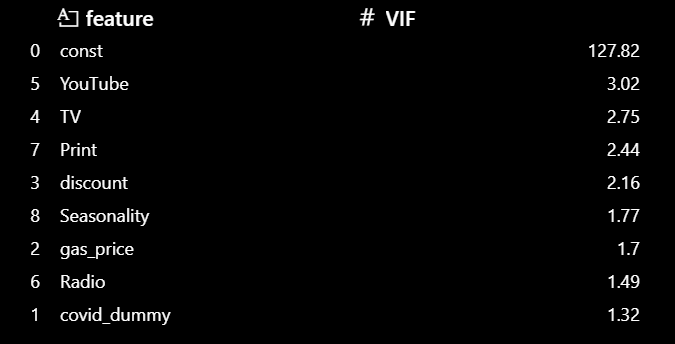 feature # VIF
0 const 127.82
5 YouTube 3.02
4 TV 2.75
7 Print 2.44
3 discount 2.16
8 Seasonality 1.77
2 gas_price 1.7
6 Radio 1.49
1 covid_dummy 1.32